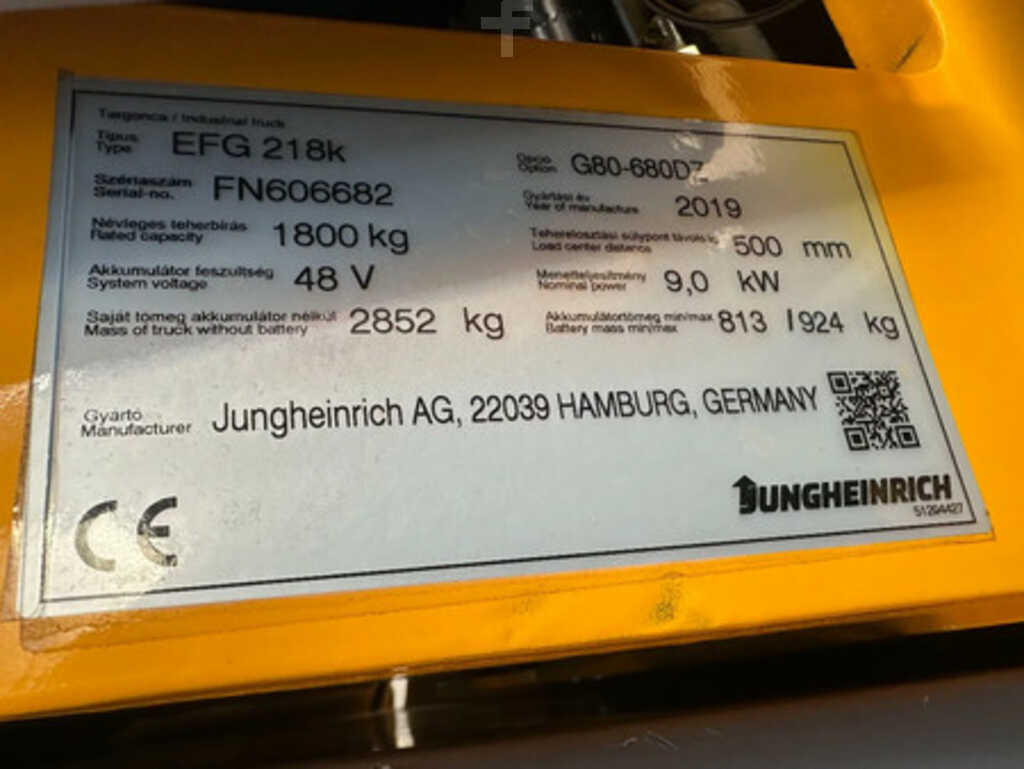 Targonca / Industrial truck
Típus
Type EFG 218k
Opció
Option G80-680DZ
Szériaszám
Serial-no. FN606682
Gyártási év
Year of manufacture 2019
Névleges teherbírás
Rated capacity 1800 kg
Teherelosztási súlypont távolság
Load center distance 500 mm
Akkumulátor feszültség
System voltage 48 V
Menetteljesítmény
Nominal power 9,0 kW
Saját tömeg akkumulátor nélkül
Mass of truck without battery 2852 kg
Akkumulátortömeg min/max
Battery mass min/max 813 / 924 kg
Gyártó
Manufacturer Jungheinrich AG, 22039 HAMBURG, GERMANY
CE
JUNGHEINRICH
51204427